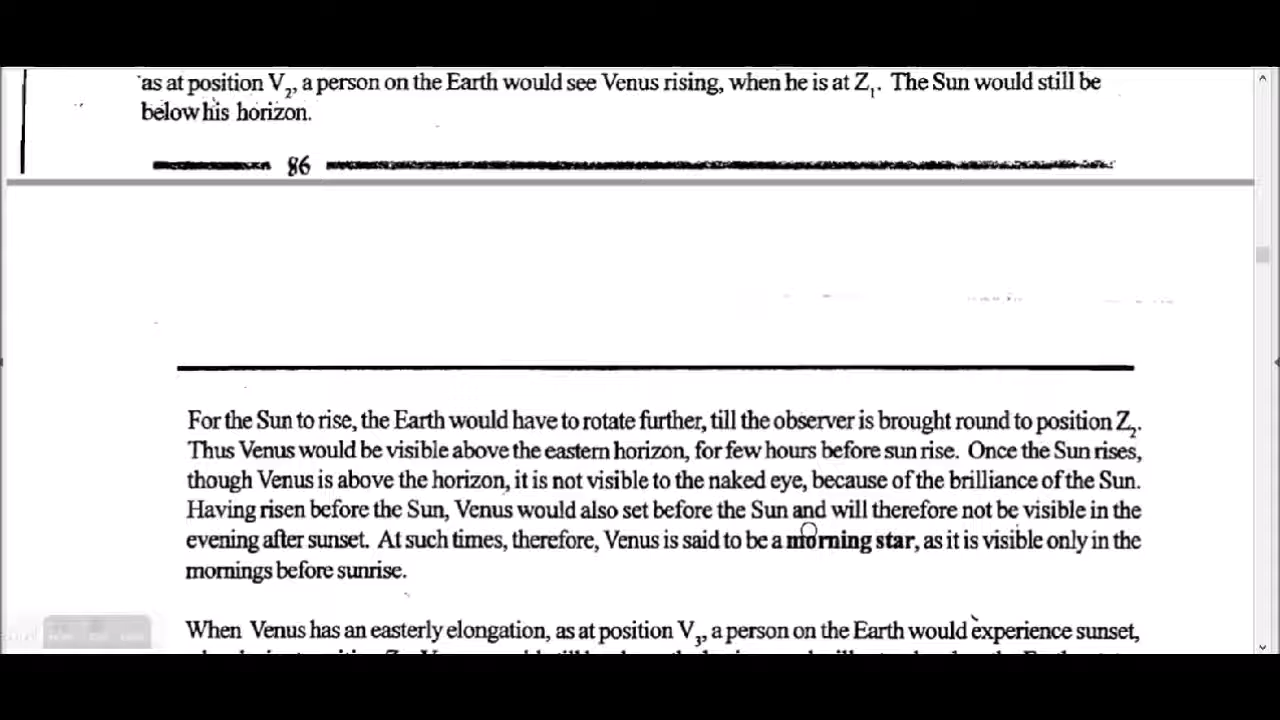 as at position V₂, a person on the Earth would see Venus rising, when he is at Z₁. The Sun would still be
below his horizon.
86
For the Sun to rise, the Earth would have to rotate further, till the observer is brought round to position Z₂.
Thus Venus would be visible above the eastern horizon, for few hours before sun rise. Once the Sun rises,
though Venus is above the horizon, it is not visible to the naked eye, because of the brilliance of the Sun.
Having risen before the Sun, Venus would also set before the Sun and will therefore not be visible in the
evening after sunset. At such times, therefore, Venus is said to be a morning star, as it is visible only in the
mornings before sunrise.
When Venus has an easterly elongation, as at position V₃, a person on the Earth would experience sunset,